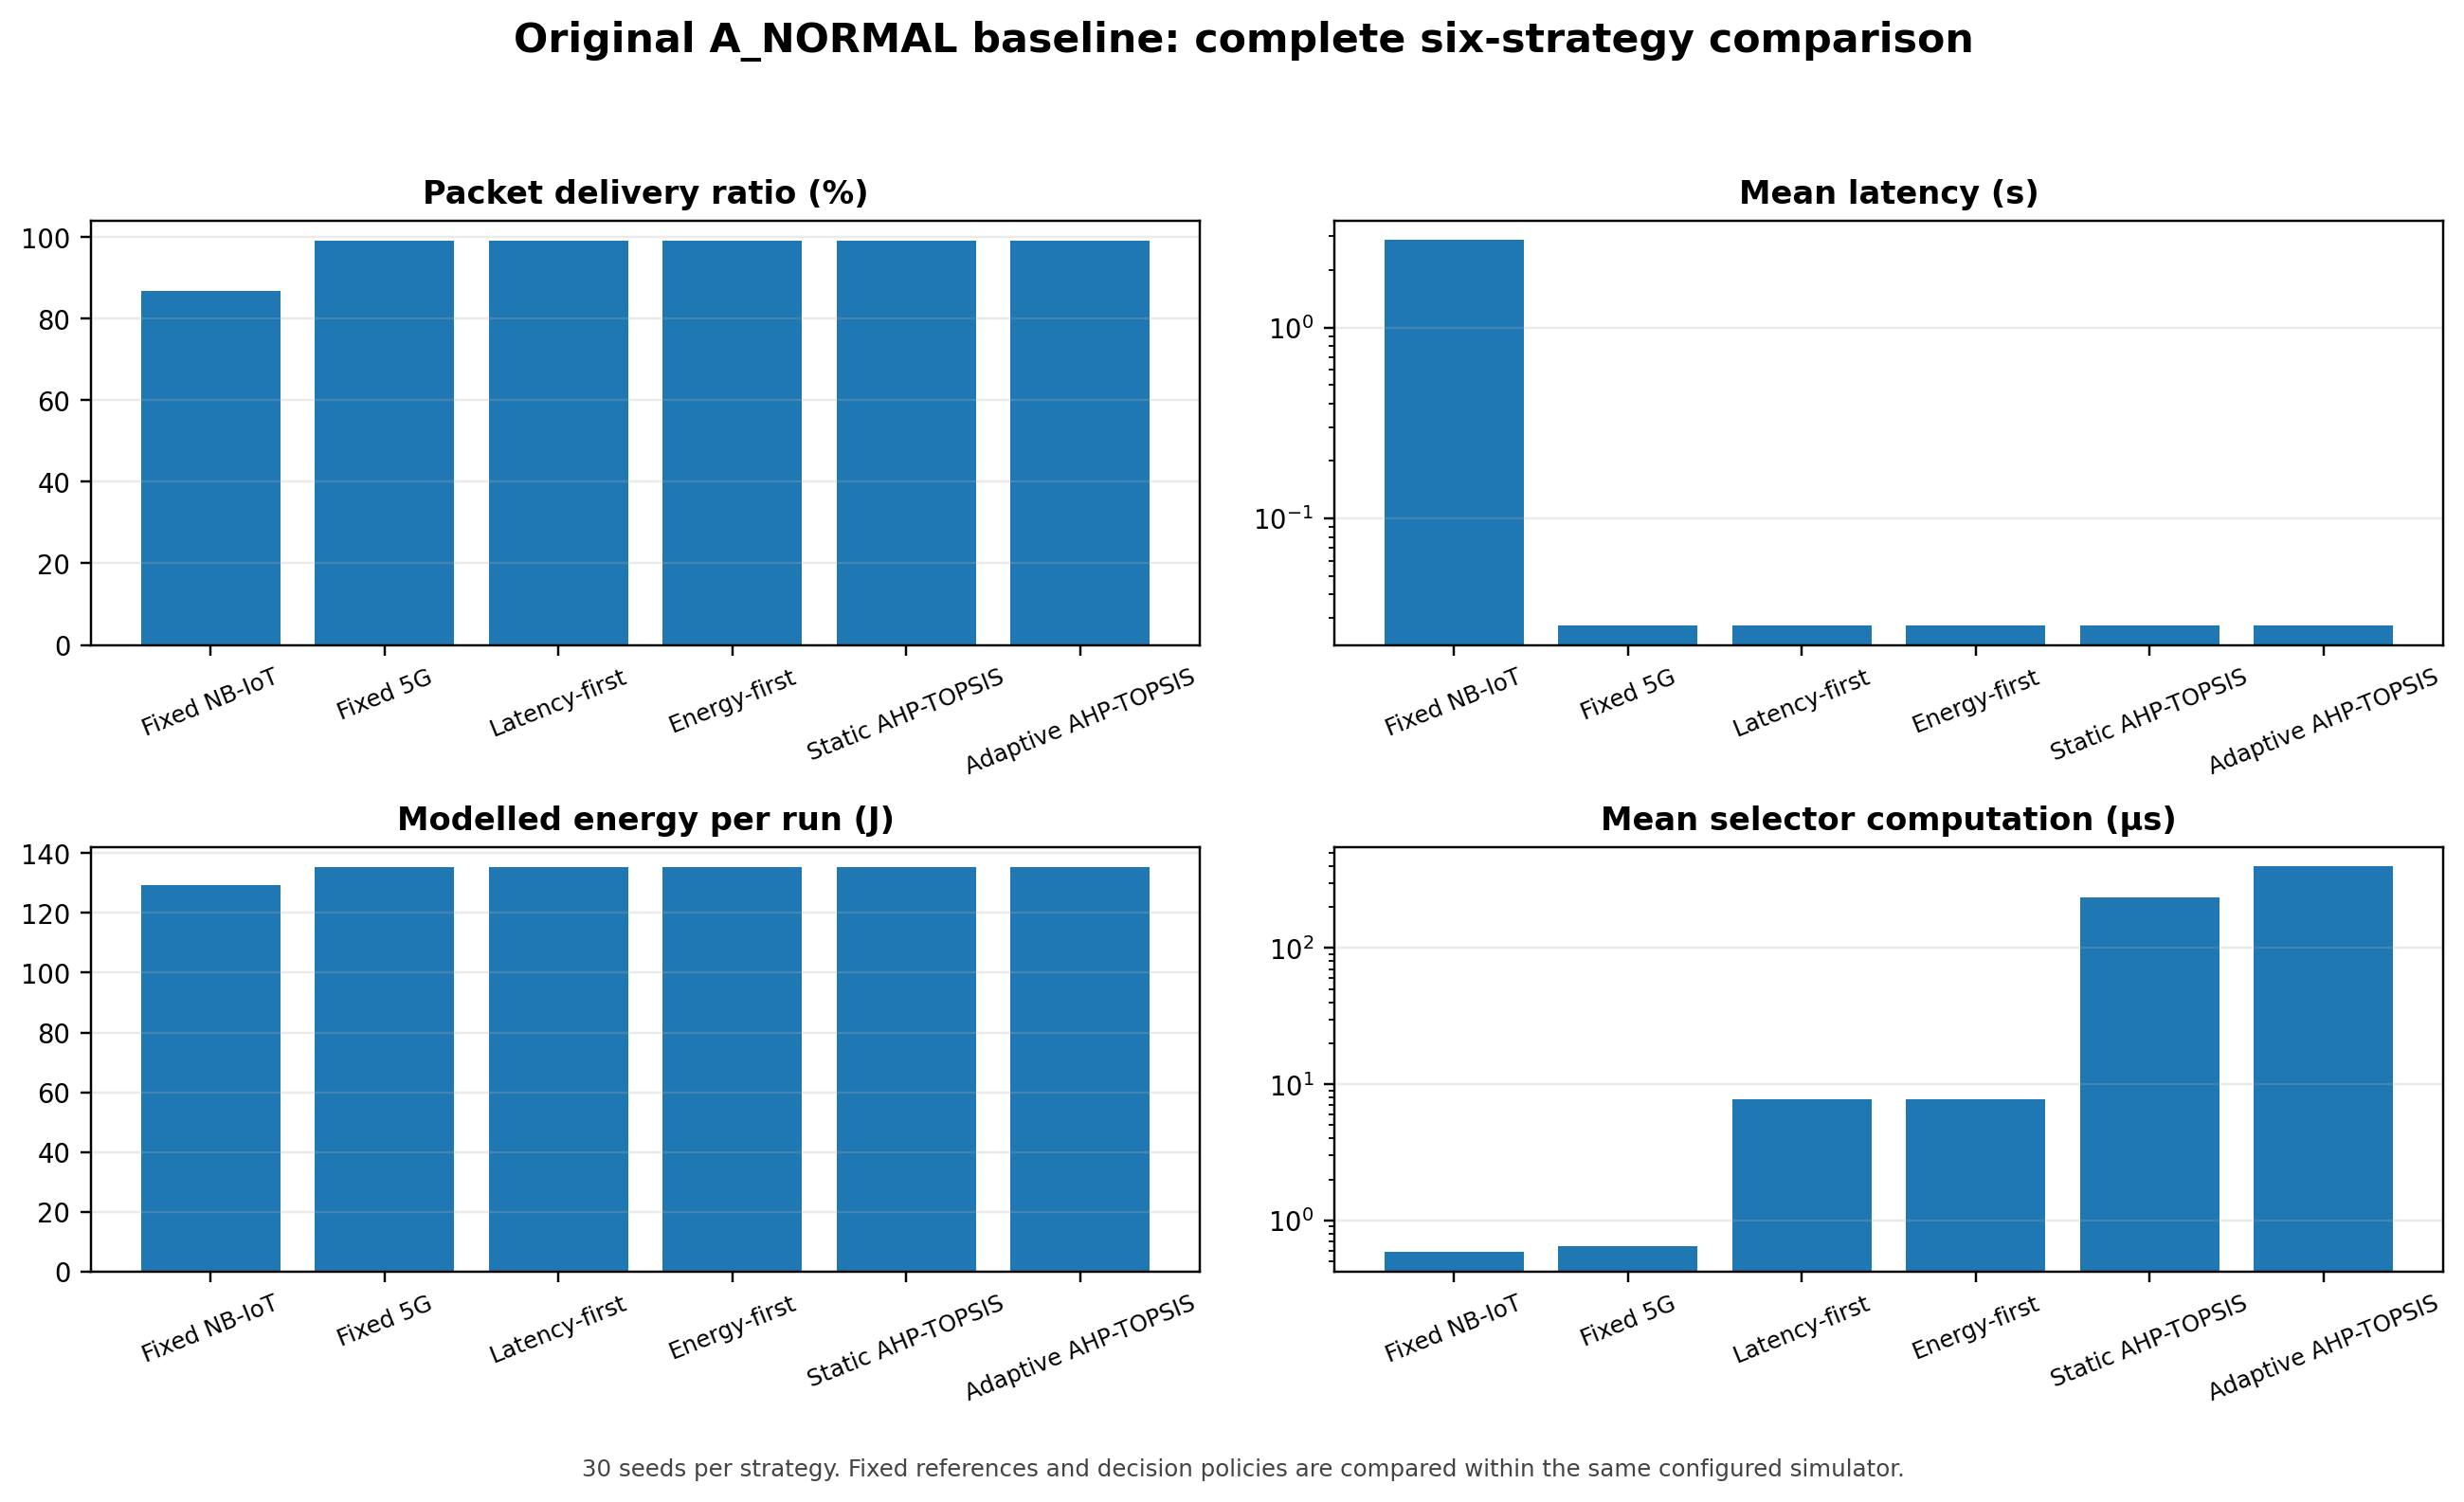 Original A_NORMAL baseline: complete six-strategy comparison
Packet delivery ratio (%)
100
80
60
40
20
0
Fixed NB-IoT
Fixed 5G
Latency-first
Energy-first
Static AHP-TOPSIS
Adaptive AHP-TOPSIS
Mean latency (s)
10⁰
10⁻¹
Fixed NB-IoT
Fixed 5G
Latency-first
Energy-first
Static AHP-TOPSIS
Adaptive AHP-TOPSIS
Modelled energy per run (J)
140
120
100
80
60
40
20
0
Fixed NB-IoT
Fixed 5G
Latency-first
Energy-first
Static AHP-TOPSIS
Adaptive AHP-TOPSIS
Mean selector computation (µs)
10²
10¹
10⁰
Fixed NB-IoT
Fixed 5G
Latency-first
Energy-first
Static AHP-TOPSIS
Adaptive AHP-TOPSIS
30 seeds per strategy. Fixed references and decision policies are compared within the same configured simulator.